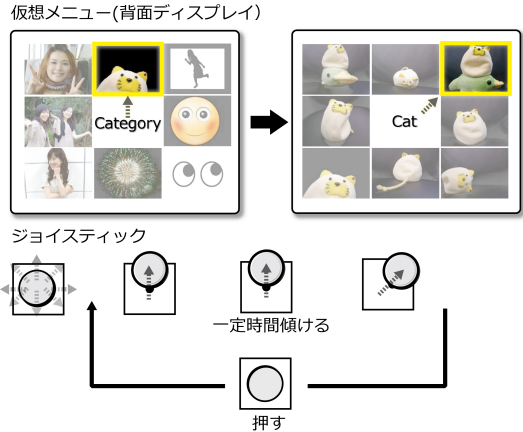 仮想メニュー(背面ディスプレイ）
Category
Cat
ジョイスティック
一定時間傾ける
押す